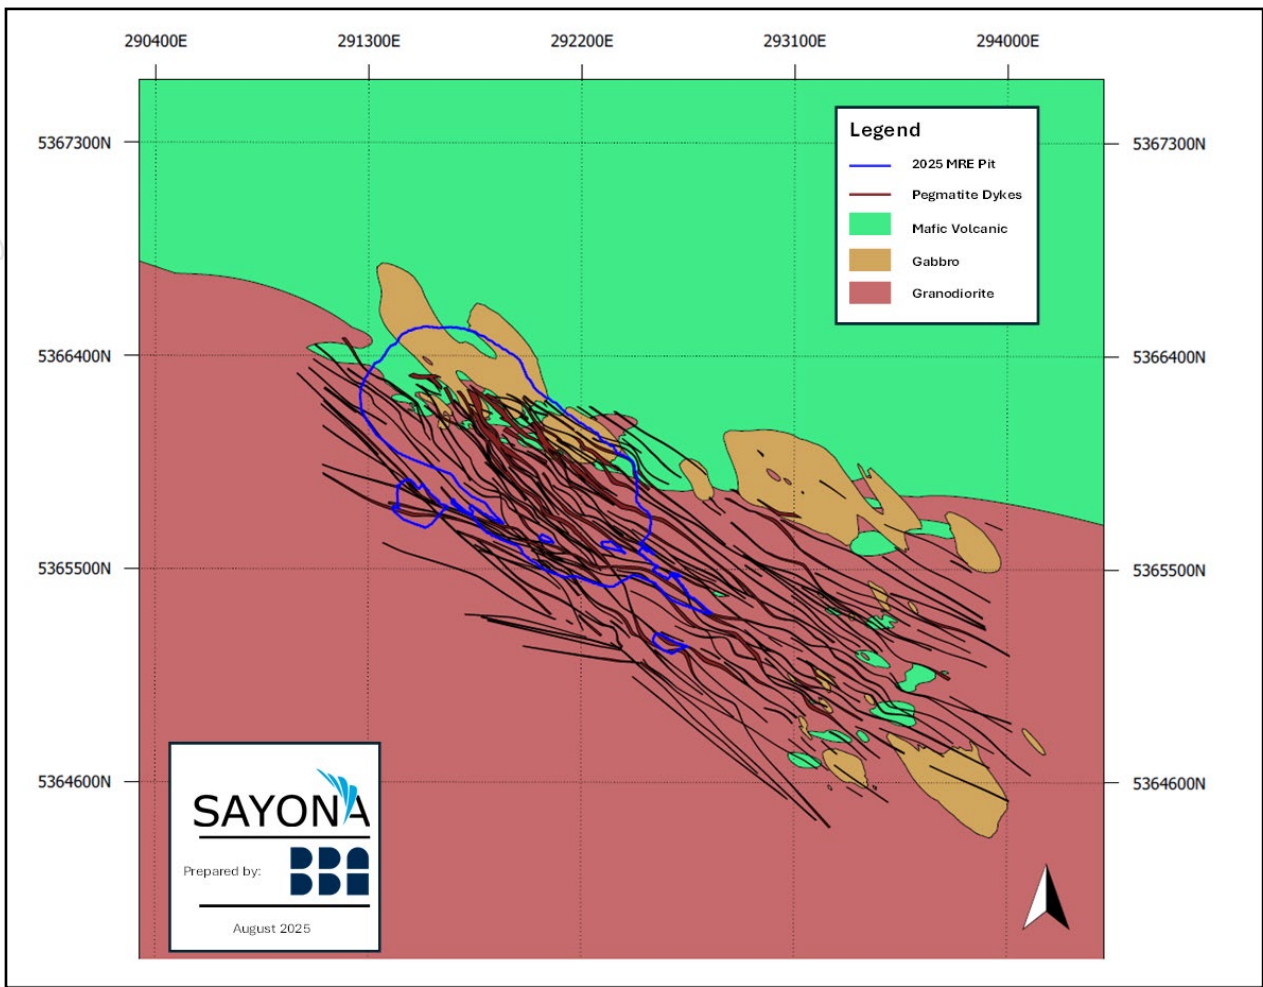 290400E 291300E 292200E 293100E 294000E
5367300N 5367300N
Legend
2025 MRE Pit
Pegmatite Dykes
Mafic Volcanic
Gabbro
Granodiorite
5366400N 5366400N
5365500N 5365500N
5364600N 5364600N
SAYONA
Prepared by: BBA
BBA
August 2025